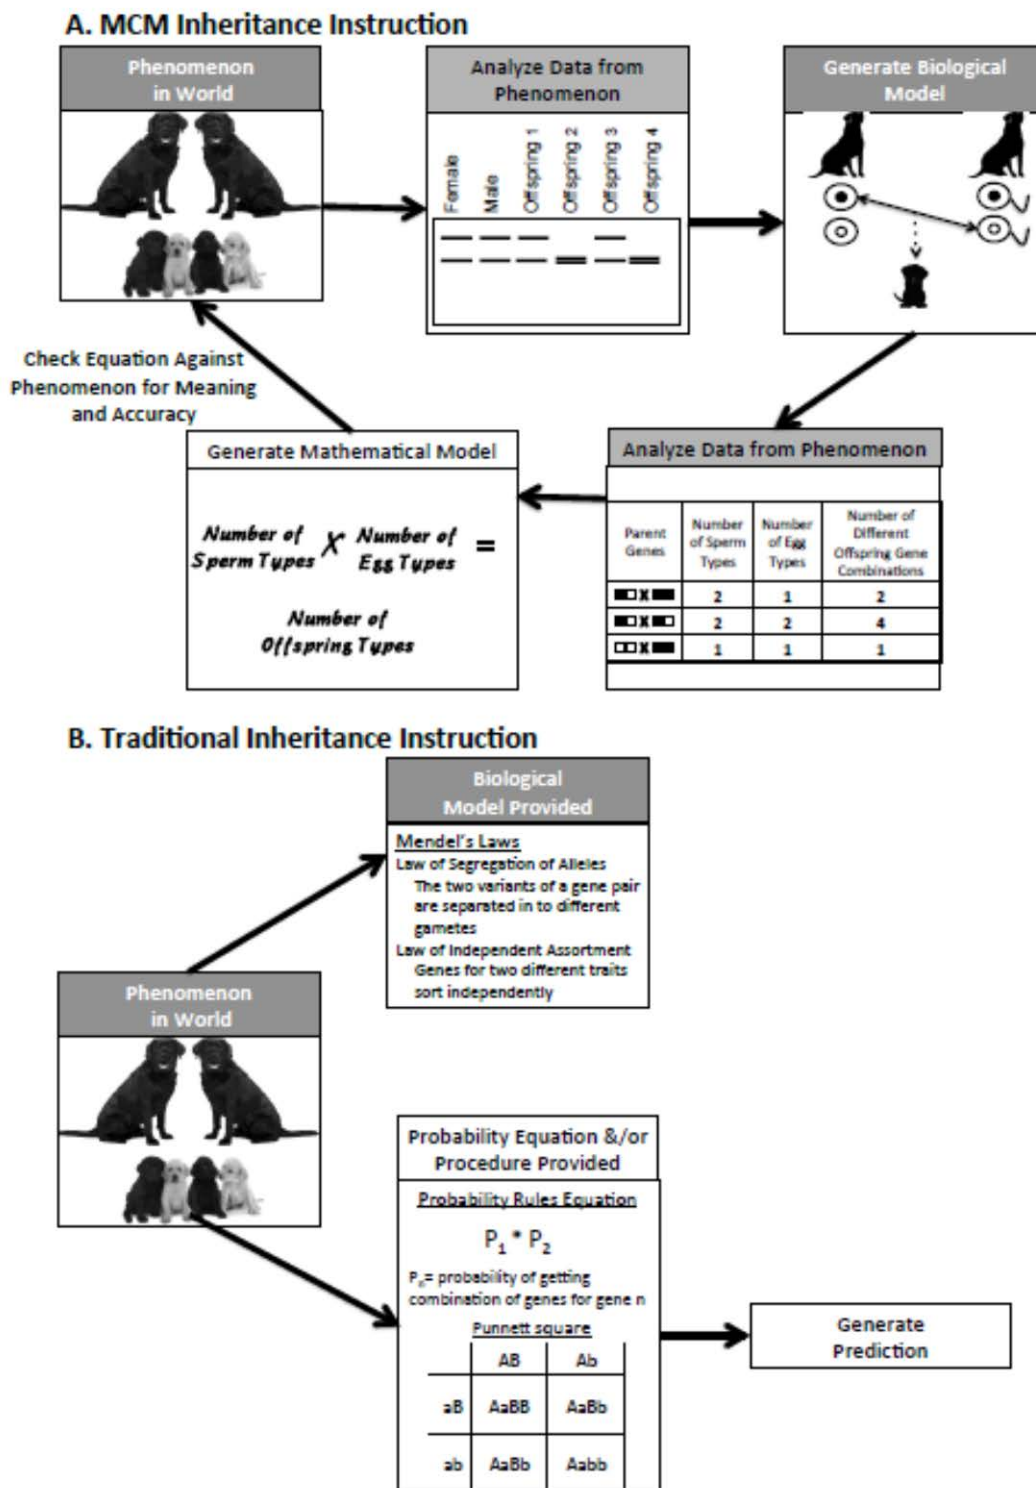 A. MCM Inheritance Instruction
Phenomenon
in World
Analyze Data from
Phenomenon
Female
Male
Offspring 1
Offspring 2
Offspring 3
Offspring 4
Generate Biological
Model
Check Equation Against
Phenomenon for Meaning
and Accuracy
Generate Mathematical Model
Number of
Sperm Types
X
Number of
Egg Types
=
Number of
Offspring Types
Analyze Data from Phenomenon
Parent
Genes
Number
of Sperm
Types
Number
of Egg
Types
Number of
Different
Offspring Gene
Combinations
X 2 1 2
X 2 2 4
X 1 1 1
B. Traditional Inheritance Instruction
Biological
Model Provided
Mendel's Laws
Law of Segregation of Alleles
The two variants of a gene pair
are separated in to different
gametes
Law of Independent Assortment
Genes for two different traits
sort independently
Phenomenon
in World
Probability Equation &/or
Procedure Provided
Probability Rules Equation
P1 * P2
Pn= probability of getting
combination of genes for gene n
Punnett square
AB Ab
aB AaBB AaBb
ab AaBb Aabb
Generate
Prediction